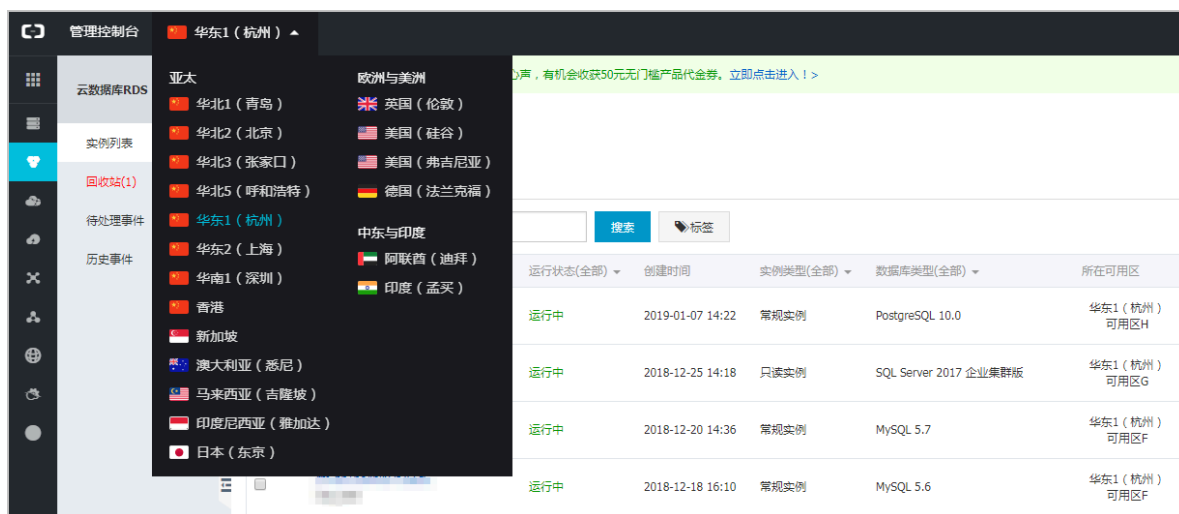 管理控制台
华东1 ( 杭州 )
亚太
华北1 ( 青岛 )
华北2 ( 北京 )
华北3 ( 张家口 )
华北5 ( 呼和浩特 )
华东1 ( 杭州 )
华东2 ( 上海 )
华南1 ( 深圳 )
香港
新加坡
澳大利亚 ( 悉尼 )
马来西亚 ( 吉隆坡 )
印度尼西亚 ( 雅加达 )
日本 ( 东京 )
欧洲与美洲
英国 ( 伦敦 )
美国 ( 硅谷 )
美国 ( 弗吉尼亚 )
德国 ( 法兰克福 )
中东与印度
阿联酋 ( 迪拜 )
印度 ( 孟买 )
云数据库RDS
实例列表
回收站(1)
待处理事件
历史事件
声，有机会收获50元无门槛产品代金券。立即点击进入！>
搜索
标签
运行状态(全部) 创建时间 实例类型(全部) 数据库类型(全部) 所在可用区
运行中 2019-01-07 14:22 常规实例 PostgreSQL 10.0 华东1 ( 杭州 )
可用区H
运行中 2018-12-25 14:18 只读实例 SQL Server 2017 企业集群版 华东1 ( 杭州 )
可用区G
运行中 2018-12-20 14:36 常规实例 MySQL 5.7 华东1 ( 杭州 )
可用区F
运行中 2018-12-18 16:10 常规实例 MySQL 5.6 华东1 ( 杭州 )
可用区F